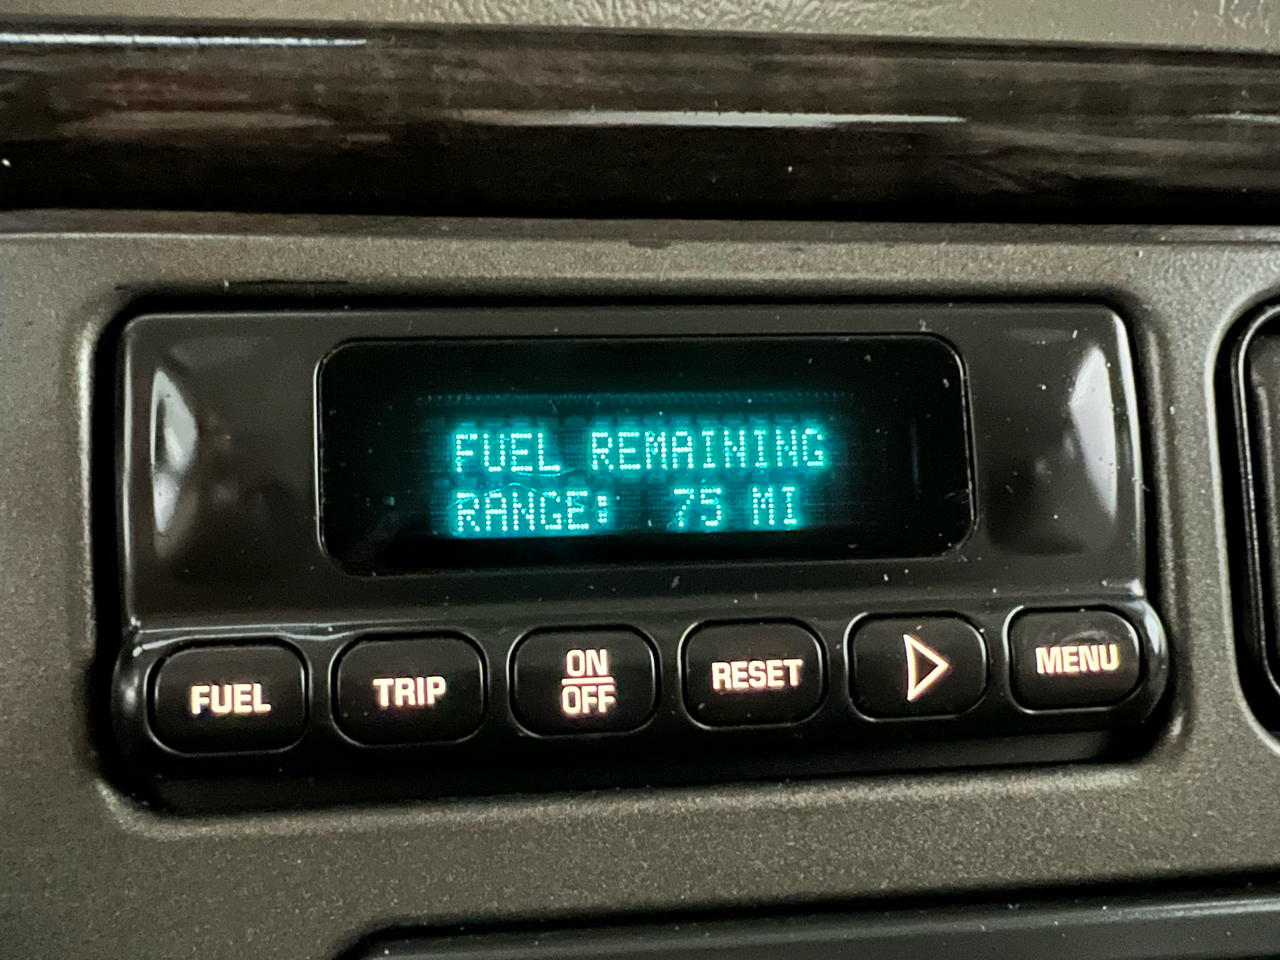 FUEL REMAINING
RANGE: 75 MI
FUEL TRIP ON OFF RESET MENU